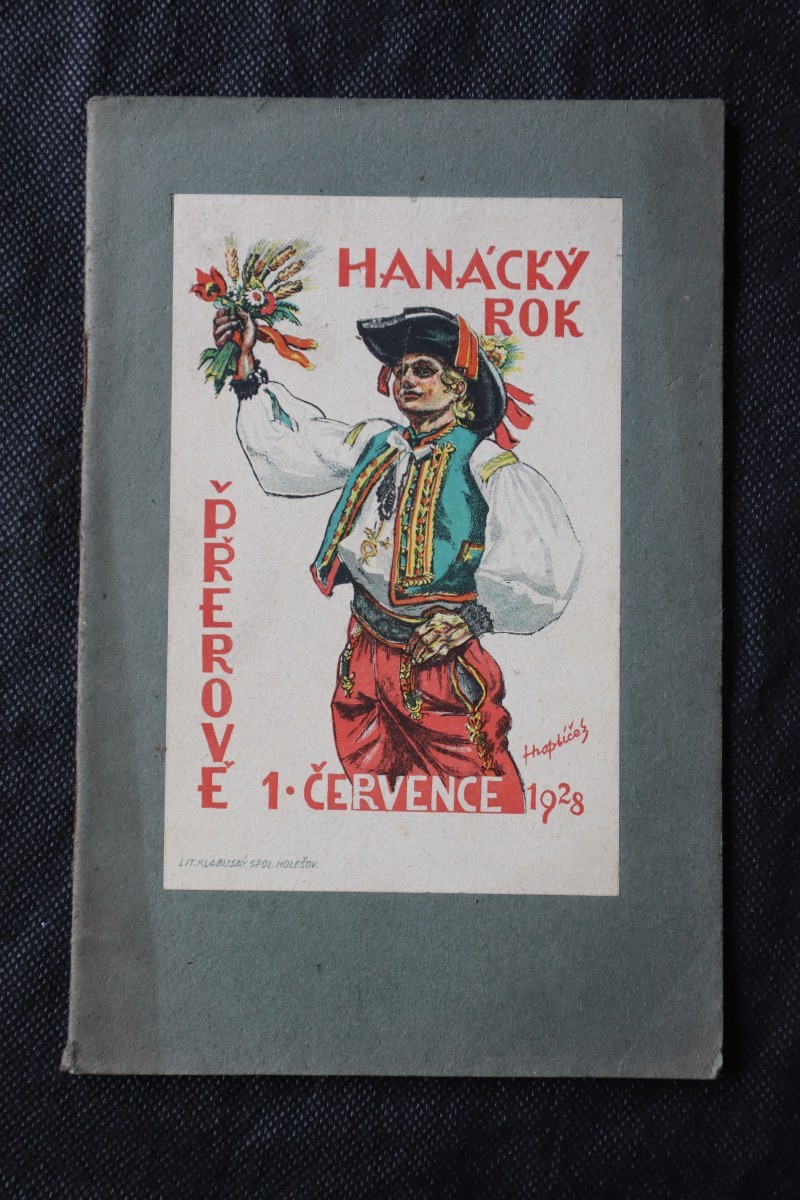 HANÁCKÝ
ROK
v PŘEROVĚ
1. ČERVENCE 1928
LIT. KLABUSAY. SPOL. HOLEŠOV.